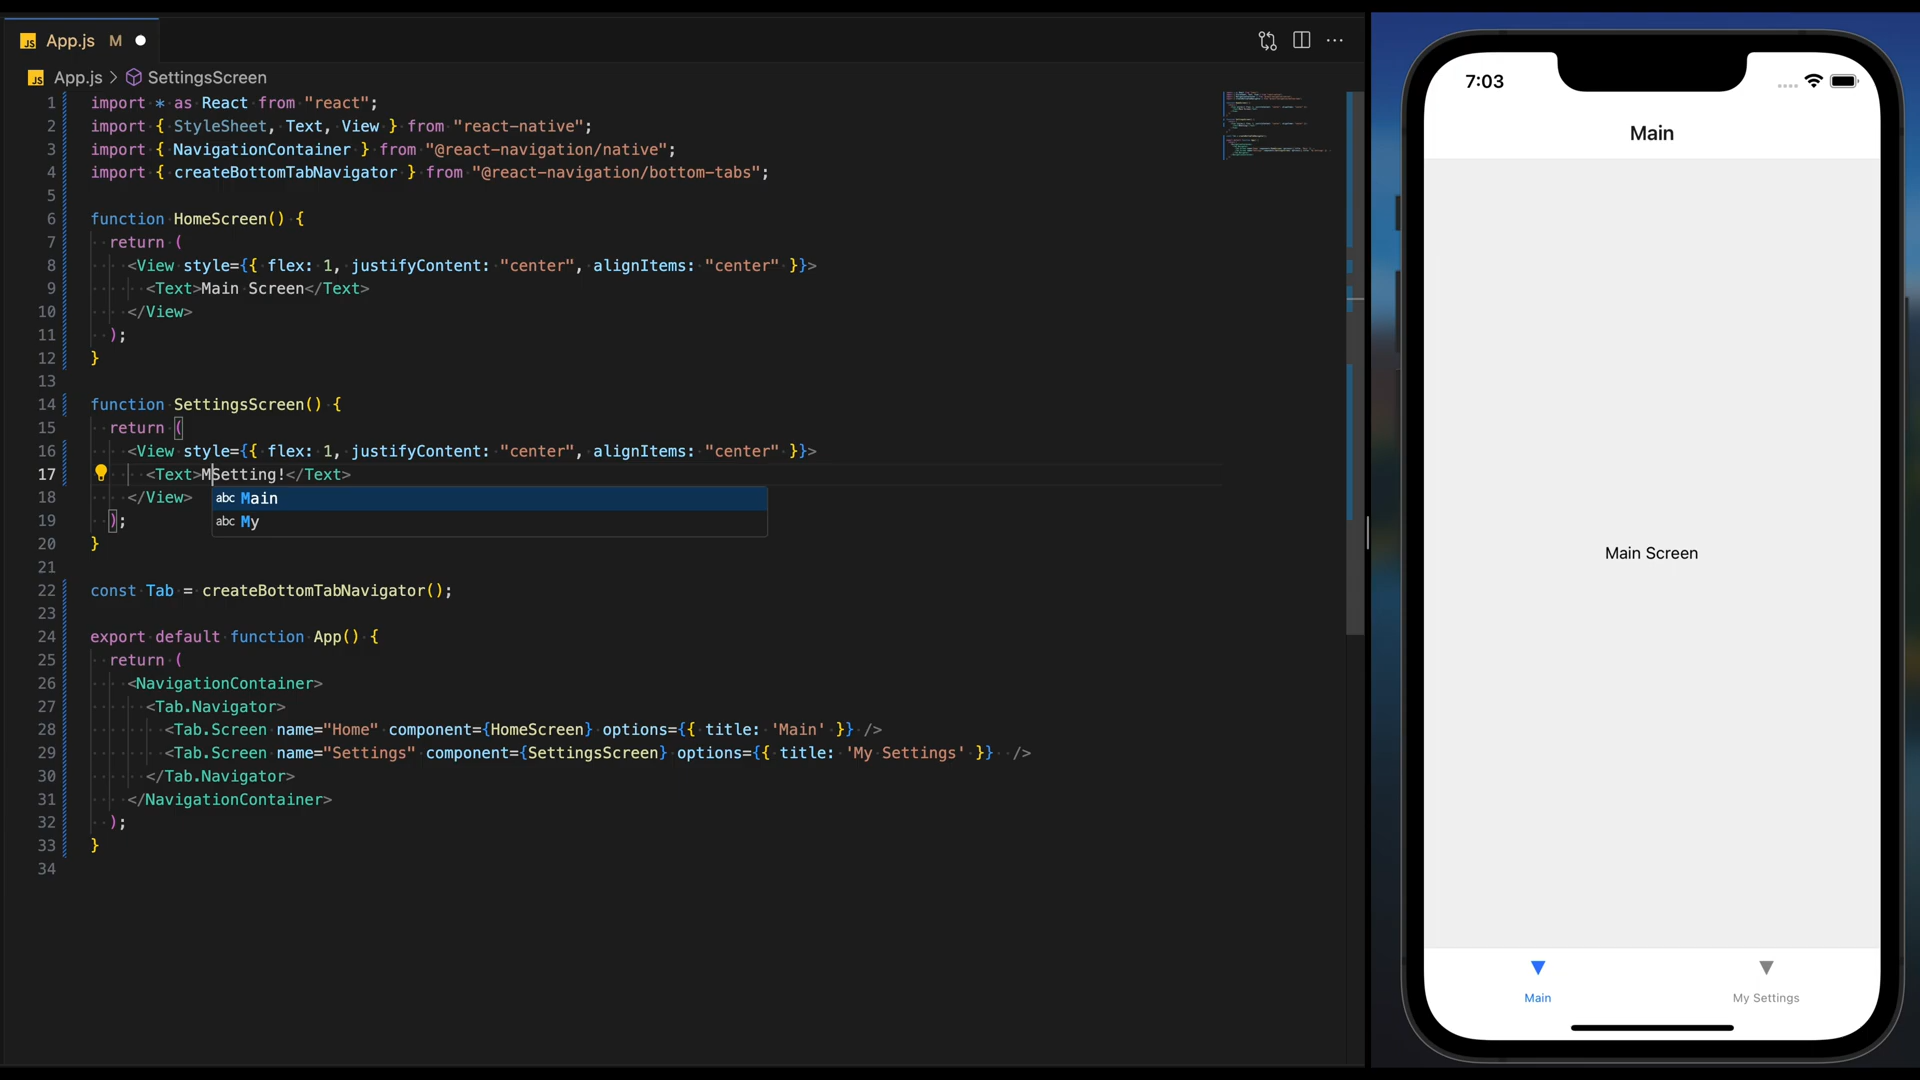 JS App.js M
JS App.js > SettingsScreen
1 import * as React from "react";
2 import { StyleSheet, Text, View } from "react-native";
3 import { NavigationContainer } from "@react-navigation/native";
4 import { createBottomTabNavigator } from "@react-navigation/bottom-tabs";
5
6 function HomeScreen() {
7 return (
8 <View style={{ flex: 1, justifyContent: "center", alignItems: "center" }}>
9 <Text>Main Screen</Text>
10 </View>
11 );
12 }
13
14 function SettingsScreen() {
15 return (
16 <View style={{ flex: 1, justifyContent: "center", alignItems: "center" }}>
17 <Text>MSetting!</Text>
18 </View>
abc Main
19 );
abc My
20 }
21
22 const Tab = createBottomTabNavigator();
23
24 export default function App() {
25 return (
26 <NavigationContainer>
27 <Tab.Navigator>
28 <Tab.Screen name="Home" component={HomeScreen} options={{ title: 'Main' }} />
29 <Tab.Screen name="Settings" component={SettingsScreen} options={{ title: 'My Settings' }} />
30 </Tab.Navigator>
31 </NavigationContainer>
32 );
33 }
34
7:03
Main
Main Screen
Main
My Settings